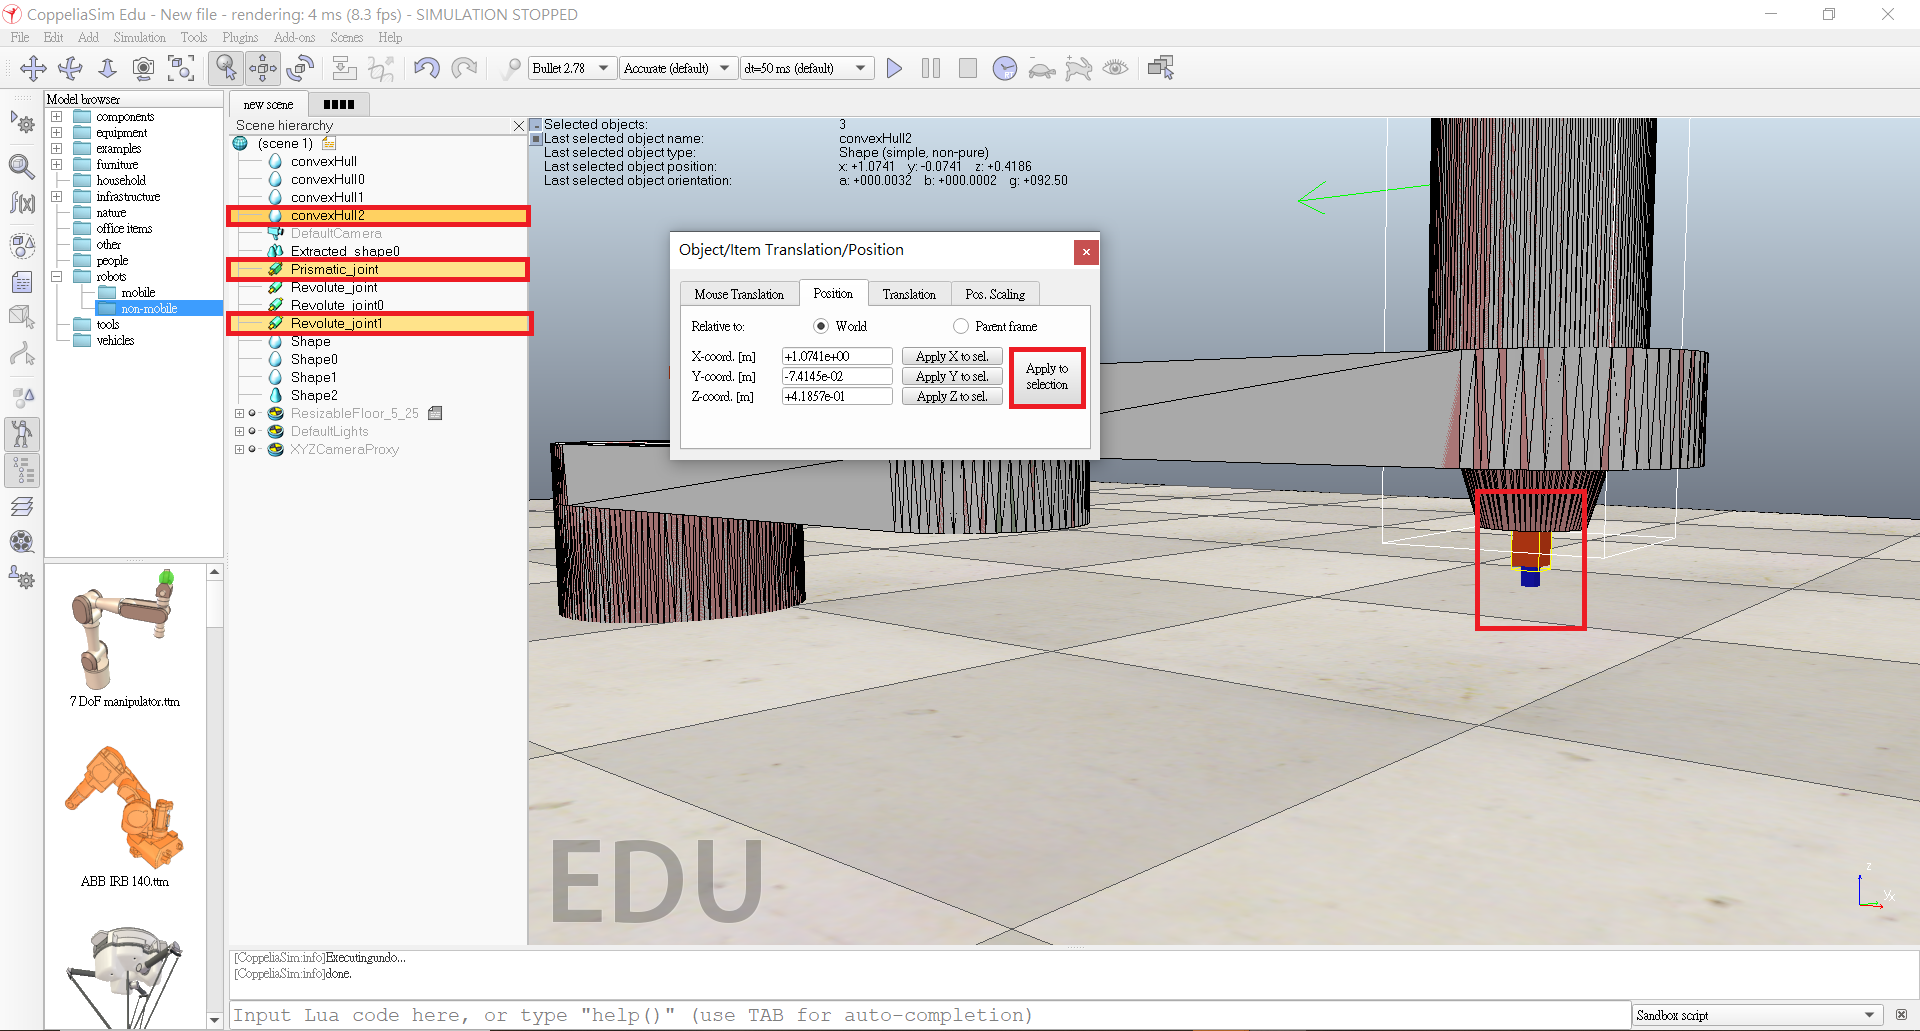 CoppeliaSim Edu - New file - rendering: 4 ms (8.3 fps) - SIMULATION STOPPED
File Edit Add Simulation Tools Plugins Add-ons Scenes Help
Bullet 2.78 Accurate (default) dt=50 ms (default)
RT
Model browser
components
equipment
examples
furniture
household
infrastructure
nature
office items
other
people
robots
mobile
non-mobile
tools
vehicles
7 DoF manipulator.ttm
ABB IRB 140.ttm
new scene
Scene hierarchy
(scene 1)
convexHull
convexHull0
convexHull1
convexHull2
DefaultCamera
Extracted_shape0
Prismatic_joint
Revolute_joint
Revolute_joint0
Revolute_joint1
Shape
Shape0
Shape1
Shape2
ResizableFloor_5_25
DefaultLights
XYZCameraProxy
Selected objects: 3
Last selected object name: convexHull2
Last selected object type: Shape (simple, non-pure)
Last selected object position: x: +1.0741 y: -0.0741 z: +0.4186
Last selected object orientation: a: +000.0032 b: +000.0002 g: +092.50
Object/Item Translation/Position
Mouse Translation Position Translation Pos. Scaling
Relative to: World Parent frame
X-coord. [m] +1.0741e+00 Apply X to sel.
Y-coord. [m] -7.4145e-02 Apply Y to sel.
Z-coord. [m] +4.1857e-01 Apply Z to sel.
Apply to
selection
EDU
z
yx
[CoppeliaSim:info]Executingundo...
[CoppeliaSim:info]done.
Input Lua code here, or type "help()" (use TAB for auto-completion)
Sandbox script